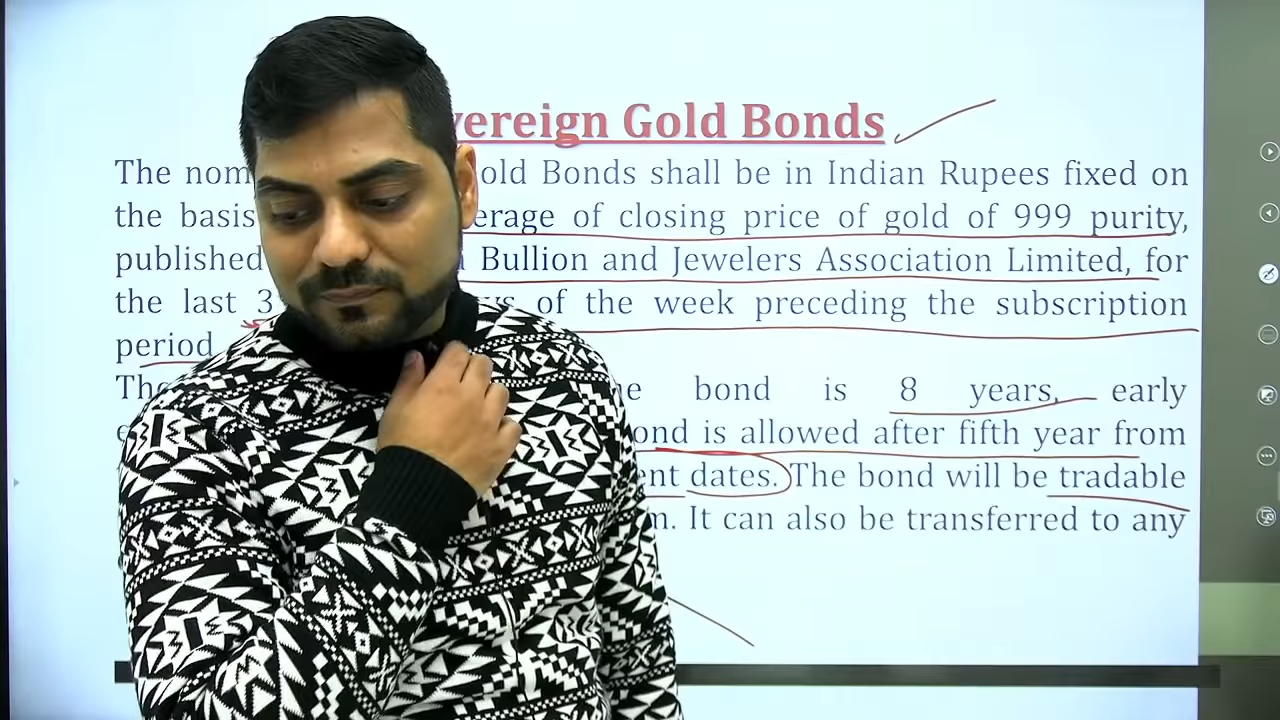 vereign Gold Bonds
The nom old Bonds shall be in Indian Rupees fixed on
the basis erage of closing price of gold of 999 purity,
published Bullion and Jewelers Association Limited, for
the last 3 ys of the week preceding the subscription
period
The e bond is 8 years, early
ond is allowed after fifth year from
ent dates. The bond will be tradable
m. It can also be transferred to any